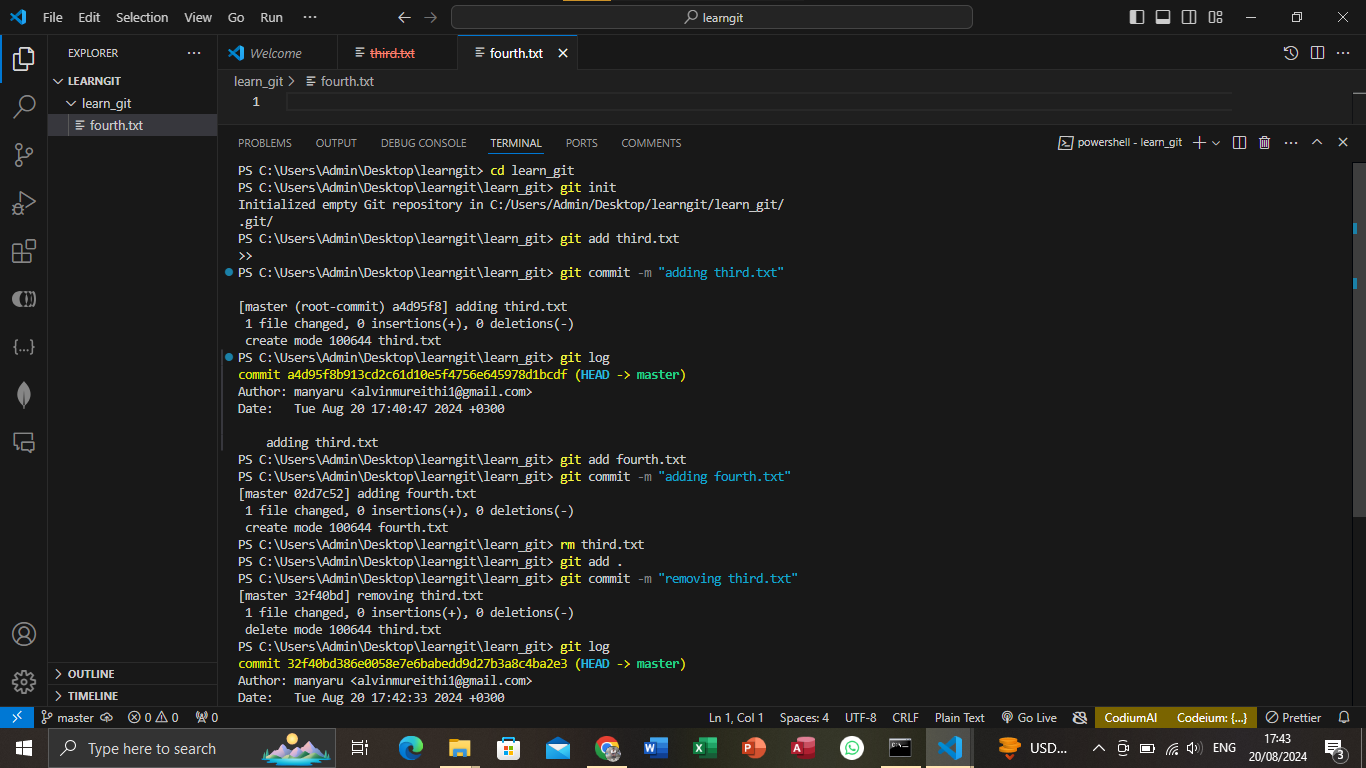 File Edit Selection View Go Run ··· learngit
EXPLORER ···
LEARNGIT
learn_git
fourth.txt
OUTLINE
TIMELINE
Welcome third.txt fourth.txt
learn_git > fourth.txt
1
PROBLEMS OUTPUT DEBUG CONSOLE TERMINAL PORTS COMMENTS powershell - learn_git
PS C:\Users\Admin\Desktop\learngit> cd learn_git
PS C:\Users\Admin\Desktop\learngit\learn_git> git init
Initialized empty Git repository in C:/Users/Admin/Desktop/learngit/learn_git/
.git/
PS C:\Users\Admin\Desktop\learngit\learn_git> git add third.txt
>>
PS C:\Users\Admin\Desktop\learngit\learn_git> git commit -m "adding third.txt"
[master (root-commit) a4d95f8] adding third.txt
1 file changed, 0 insertions(+), 0 deletions(-)
create mode 100644 third.txt
PS C:\Users\Admin\Desktop\learngit\learn_git> git log
commit a4d95f8b913cd2c61d10e5f4756e645978d1bcdf (HEAD -> master)
Author: manyaru <alvinmureithi1@gmail.com>
Date: Tue Aug 20 17:40:47 2024 +0300
adding third.txt
PS C:\Users\Admin\Desktop\learngit\learn_git> git add fourth.txt
PS C:\Users\Admin\Desktop\learngit\learn_git> git commit -m "adding fourth.txt"
[master 02d7c52] adding fourth.txt
1 file changed, 0 insertions(+), 0 deletions(-)
create mode 100644 fourth.txt
PS C:\Users\Admin\Desktop\learngit\learn_git> rm third.txt
PS C:\Users\Admin\Desktop\learngit\learn_git> git add .
PS C:\Users\Admin\Desktop\learngit\learn_git> git commit -m "removing third.txt"
[master 32f40bd] removing third.txt
1 file changed, 0 insertions(+), 0 deletions(-)
delete mode 100644 third.txt
PS C:\Users\Admin\Desktop\learngit\learn_git> git log
commit 32f40bd386e0058e7e6babedd9d27b3a8c4ba2e3 (HEAD -> master)
Author: manyaru <alvinmureithi1@gmail.com>
Date: Tue Aug 20 17:42:33 2024 +0300
master 0 0 0 Ln 1, Col 1 Spaces: 4 UTF-8 CRLF Plain Text Go Live CodiumAI Codeium: {...} Prettier
Type here to search USD... ENG 17:43
20/08/2024 3